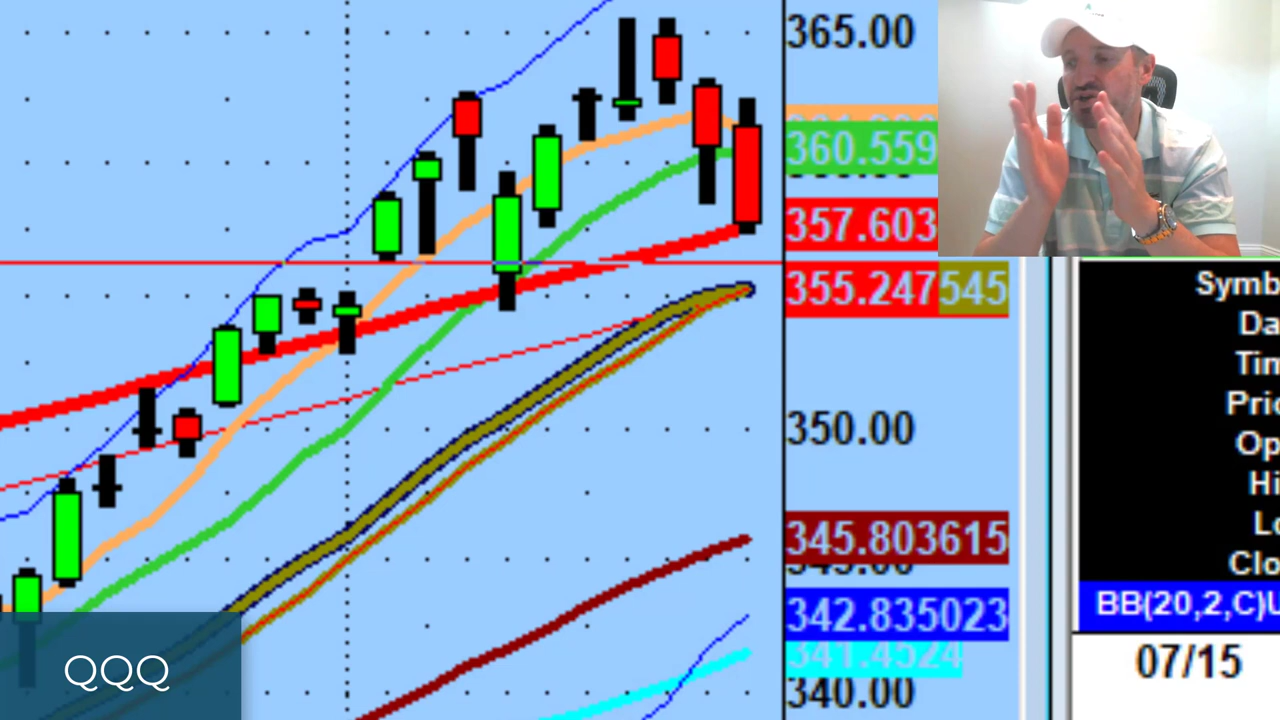 365.00
360.559
357.603
355.247545
350.00
345.803615
342.835023
341.4524
340.00
Symb
Da
Tin
Pric
Op
Hi
Lo
Clo
BB(20,2,C)U
07/15
QQQ